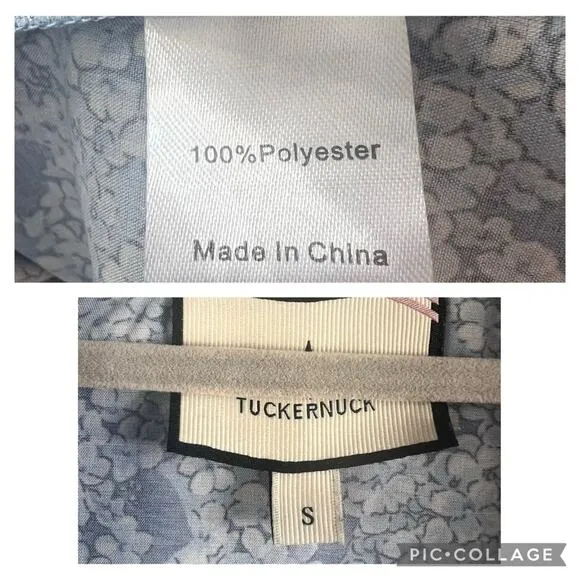 100%Polyester
Made In China
TUCKERNUCK
S
PIC•COLLAGE